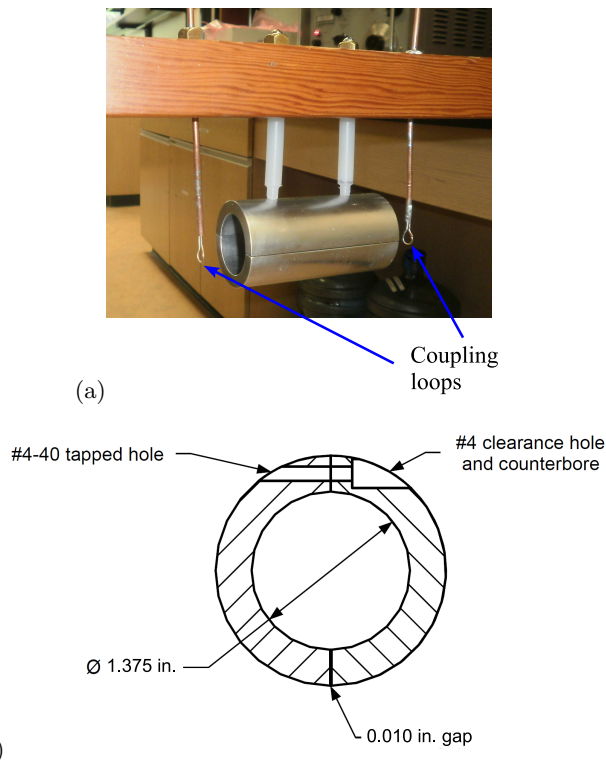 Coupling
loops
(a)
#4-40 tapped hole
#4 clearance hole
and counterbore
Ø 1.375 in.
0.010 in. gap
)